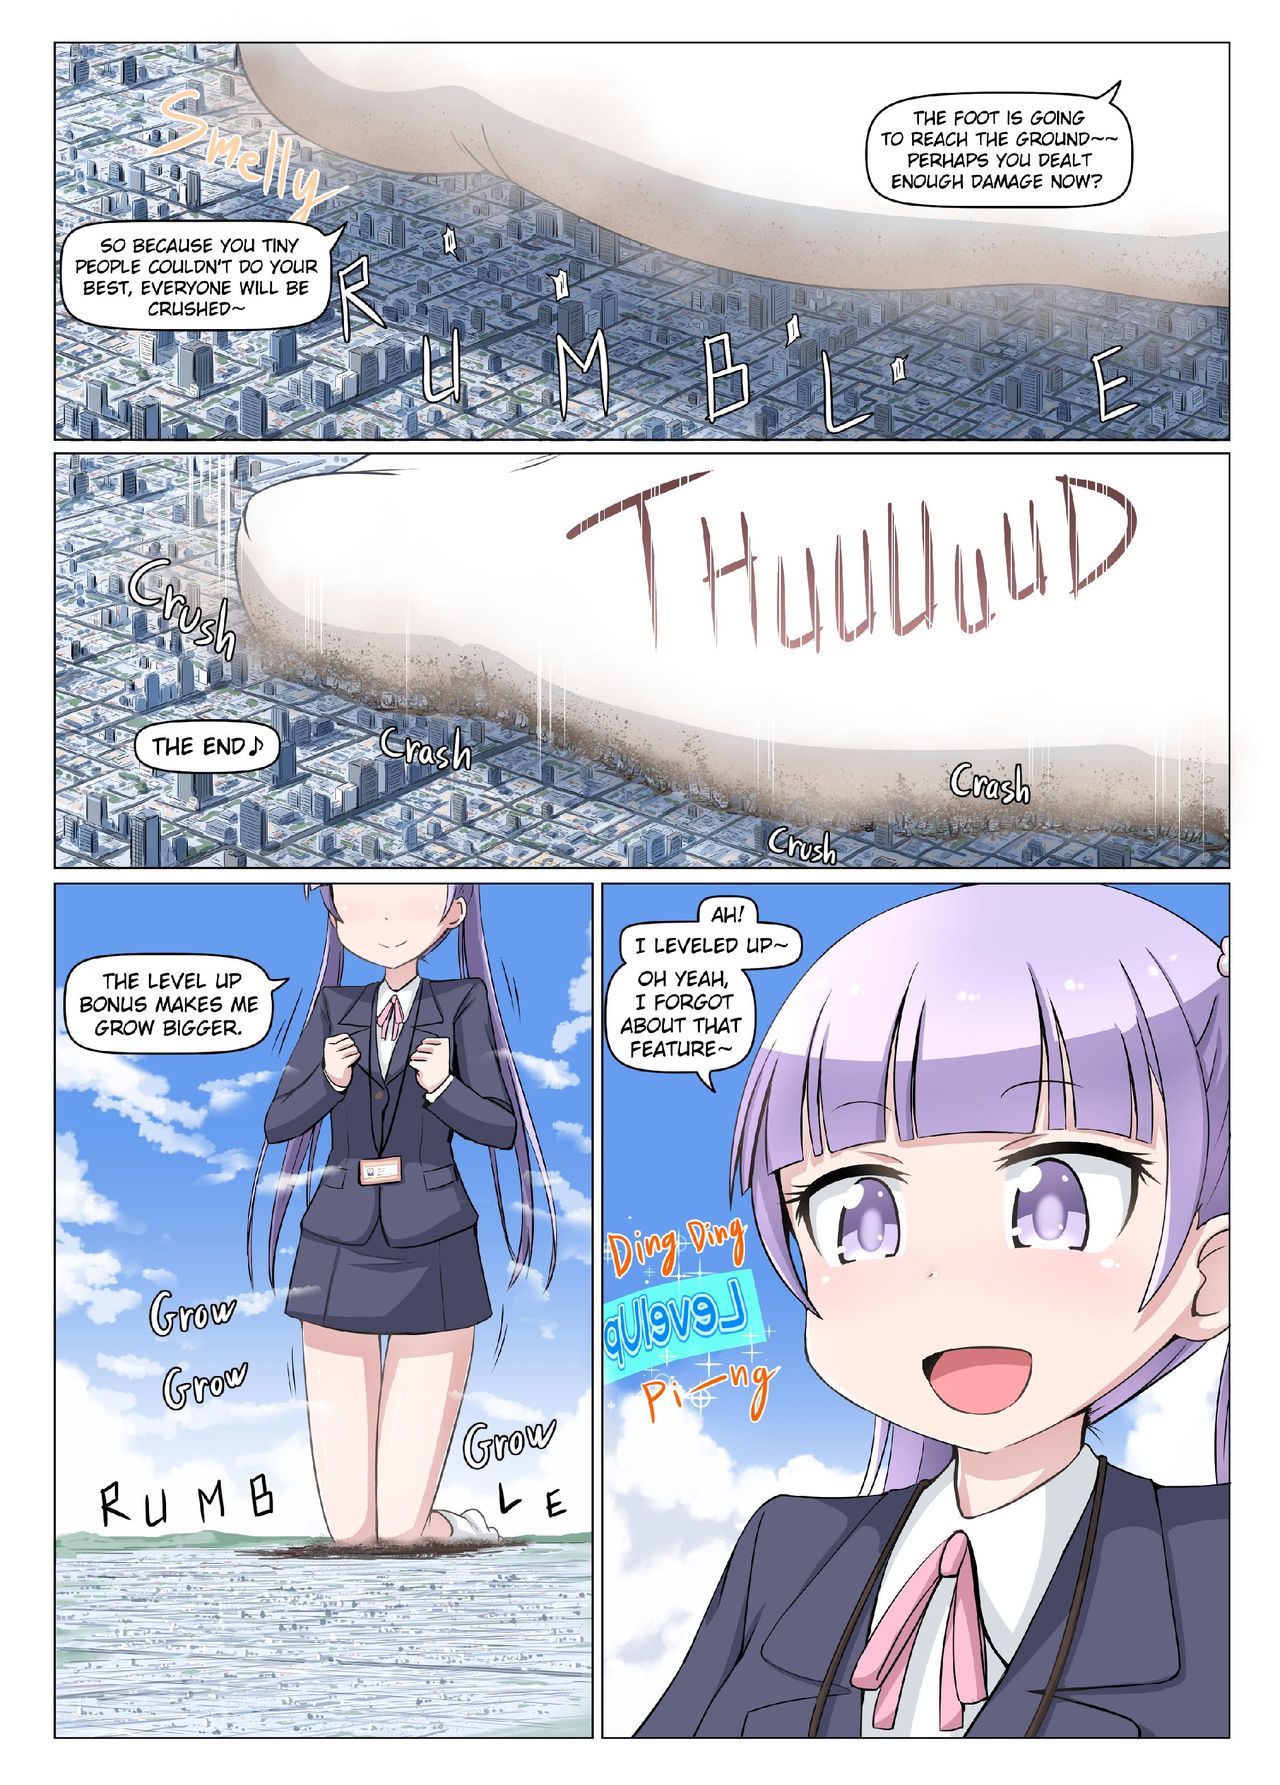 THE FOOT IS GOING
TO REACH THE GROUND~~
PERHAPS YOU DEALT
ENOUGH DAMAGE NOW?
Smelly
SO BECAUSE YOU TINY
PEOPLE COULDN'T DO YOUR
BEST, EVERYONE WILL BE
CRUSHED~
RUMBLE
THUUUUUD
Crush
THE END♪
Crash
Crash
Crush
THE LEVEL UP
BONUS MAKES ME
GROW BIGGER.
Grow
Grow
Grow
RUMBLE
AH!
I LEVELED UP~
OH YEAH,
I FORGOT
ABOUT THAT
FEATURE~
Ding Ding
LevelUp
Pi—ng